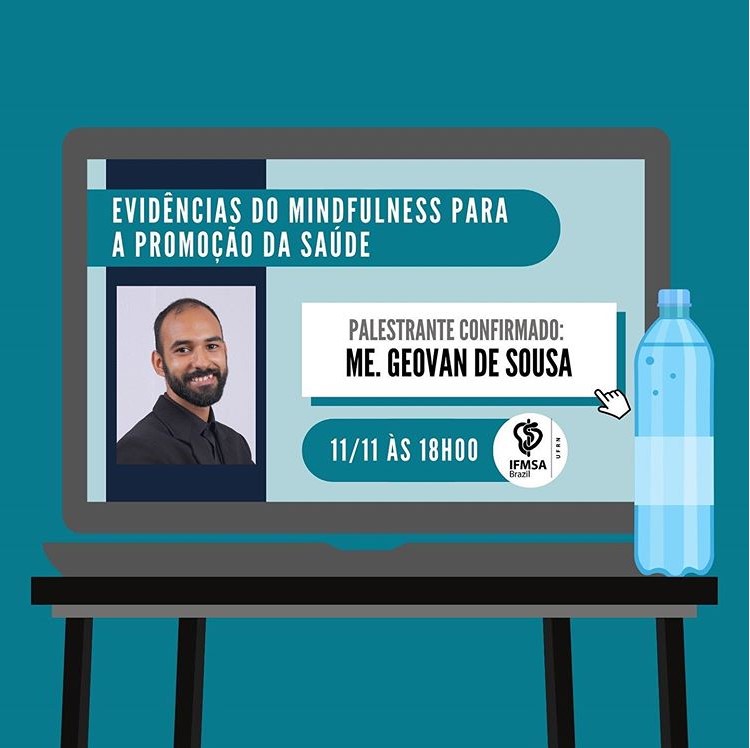 EVIDÊNCIAS DO MINDFULNESS PARA
A PROMOÇÃO DA SAÚDE
PALESTRANTE CONFIRMADO:
ME. GEOVAN DE SOUSA
11/11 ÀS 18H00
IFMSA
Brazil
UFRN